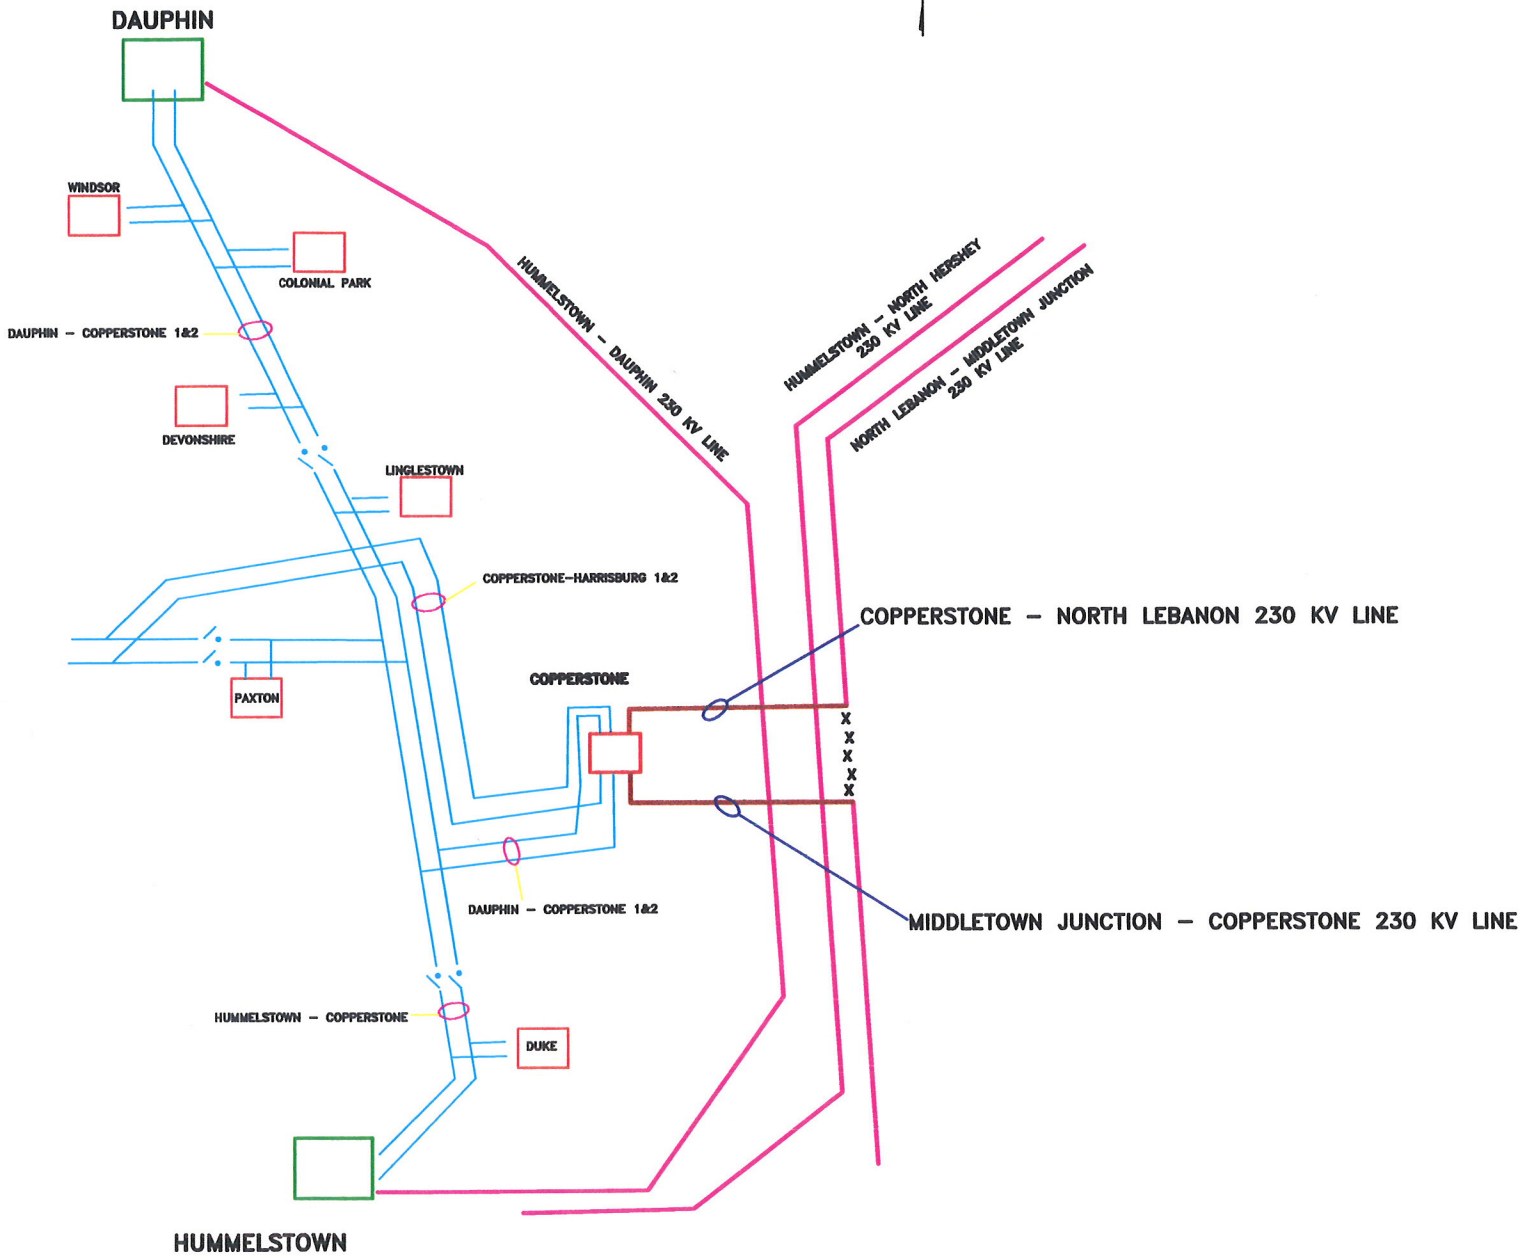 DAUPHIN
WINDSOR
COLONIAL PARK
DAUPHIN – COPPERSTONE 1&2
DEVONSHIRE
LINGLESTOWN
HUMMELSTOWN – DAUPHIN 230 KV LINE
HUMMELSTOWN – NORTH HERSHEY
230 KV LINE
NORTH LEBANON – MIDDLETOWN JUNCTION
230 KV LINE
COPPERSTONE–HARRISBURG 1&2
COPPERSTONE – NORTH LEBANON 230 KV LINE
COPPERSTONE
PAXTON
X
X
X
X
X
DAUPHIN – COPPERSTONE 1&2
MIDDLETOWN JUNCTION – COPPERSTONE 230 KV LINE
HUMMELSTOWN – COPPERSTONE
DUKE
HUMMELSTOWN